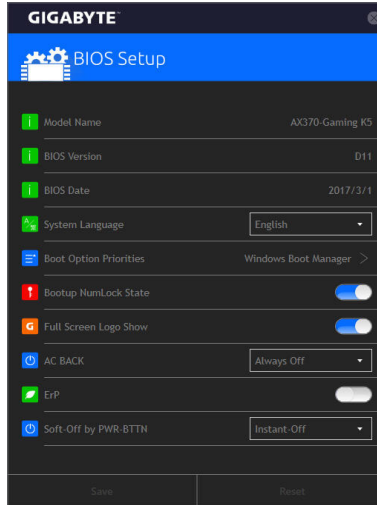 GIGABYTE™
BIOS Setup
Model Name AX370-Gaming K5
BIOS Version D11
BIOS Date 2017/3/1
System Language English
Boot Option Priorities Windows Boot Manager >
Bootup NumLock State
G Full Screen Logo Show
AC BACK Always Off
ErP
Soft-Off by PWR-BTTN Instant-Off
Save Reset